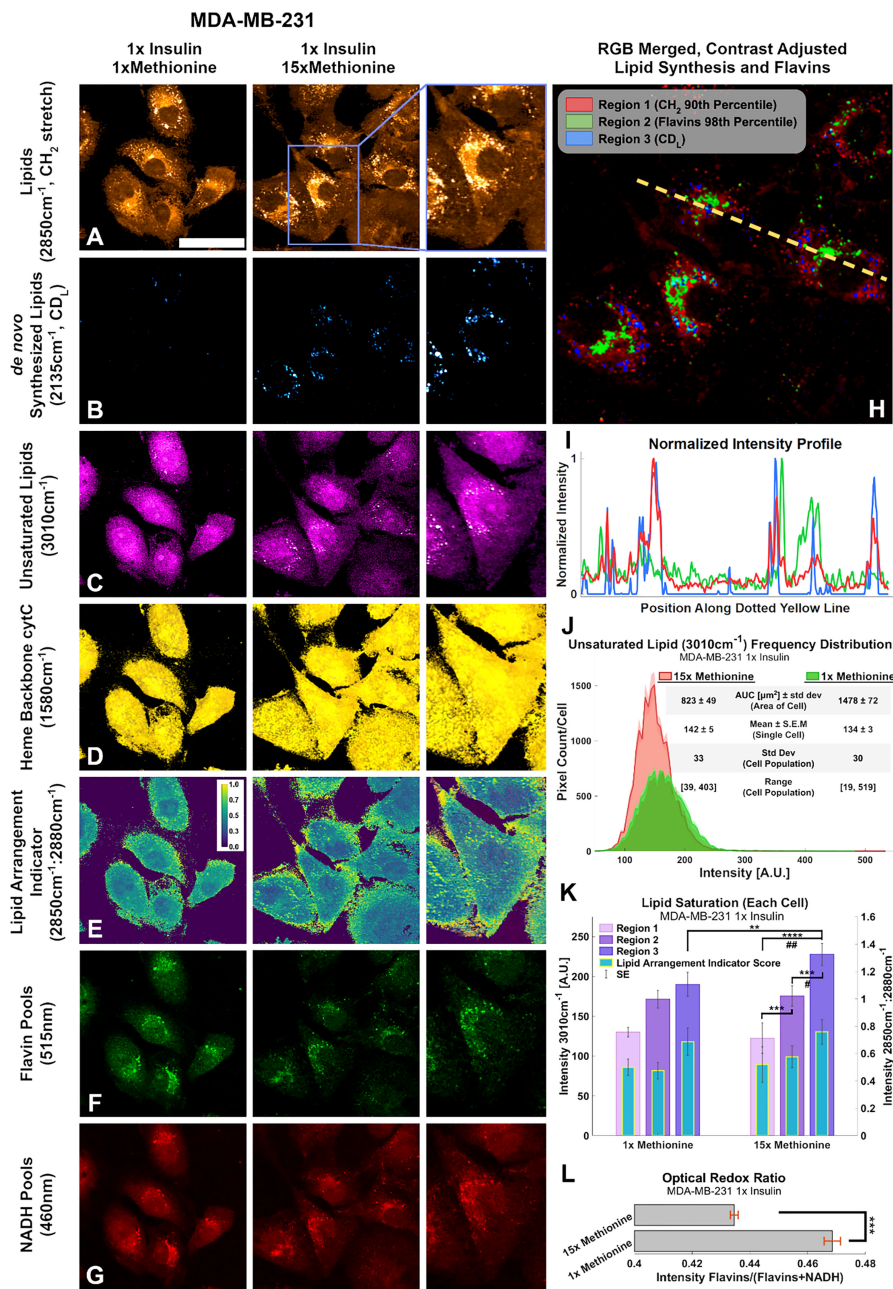 MDA-MB-231
1x Insulin
1xMethionine
1x Insulin
15xMethionine
Lipids
(2850cm⁻¹, CH₂ stretch)
A
de novo
Synthesized Lipids
(2135cm⁻¹, CD_L)
B
Unsaturated Lipids
(3010cm⁻¹)
C
Heme Backbone cytC
(1580cm⁻¹)
D
Lipid Arrangement
Indicator
(2850cm⁻¹:2880cm⁻¹)
1.0
0.7
0.5
0.3
0.0
E
Flavin Pools
(515nm)
F
NADH Pools
(460nm)
G
RGB Merged, Contrast Adjusted
Lipid Synthesis and Flavins
Region 1 (CH₂ 90th Percentile)
Region 2 (Flavins 98th Percentile)
Region 3 (CD_L)
H
I
Normalized Intensity Profile
Normalized Intensity
1
0
Position Along Dotted Yellow Line
J
Unsaturated Lipid (3010cm⁻¹) Frequency Distribution
MDA-MB-231 1x Insulin
15x Methionine
1x Methionine
823 ± 49
AUC [µm²] ± std dev
(Area of Cell)
1478 ± 72
142 ± 5
Mean ± S.E.M
(Single Cell)
134 ± 3
33
Std Dev
(Cell Population)
30
[39, 403]
Range
(Cell Population)
[19, 519]
Pixel Count/Cell
1500
1000
500
0
100
200
300
400
500
Intensity [A.U.]
K
Lipid Saturation (Each Cell)
MDA-MB-231 1x Insulin
Region 1
Region 2
Region 3
Lipid Arrangement Indicator Score
SE
**
****
##
***
#
***
Intensity 3010cm⁻¹ [A.U.]
250
200
150
100
50
0
Intensity 2850cm⁻¹:2880cm⁻¹
1.6
1.4
1.2
1
0.8
0.6
0.4
0.2
0
1x Methionine
15x Methionine
L
Optical Redox Ratio
MDA-MB-231 1x Insulin
15x Methionine
1x Methionine
***
0.4
0.42
0.44
0.46
0.48
Intensity Flavins/(Flavins+NADH)